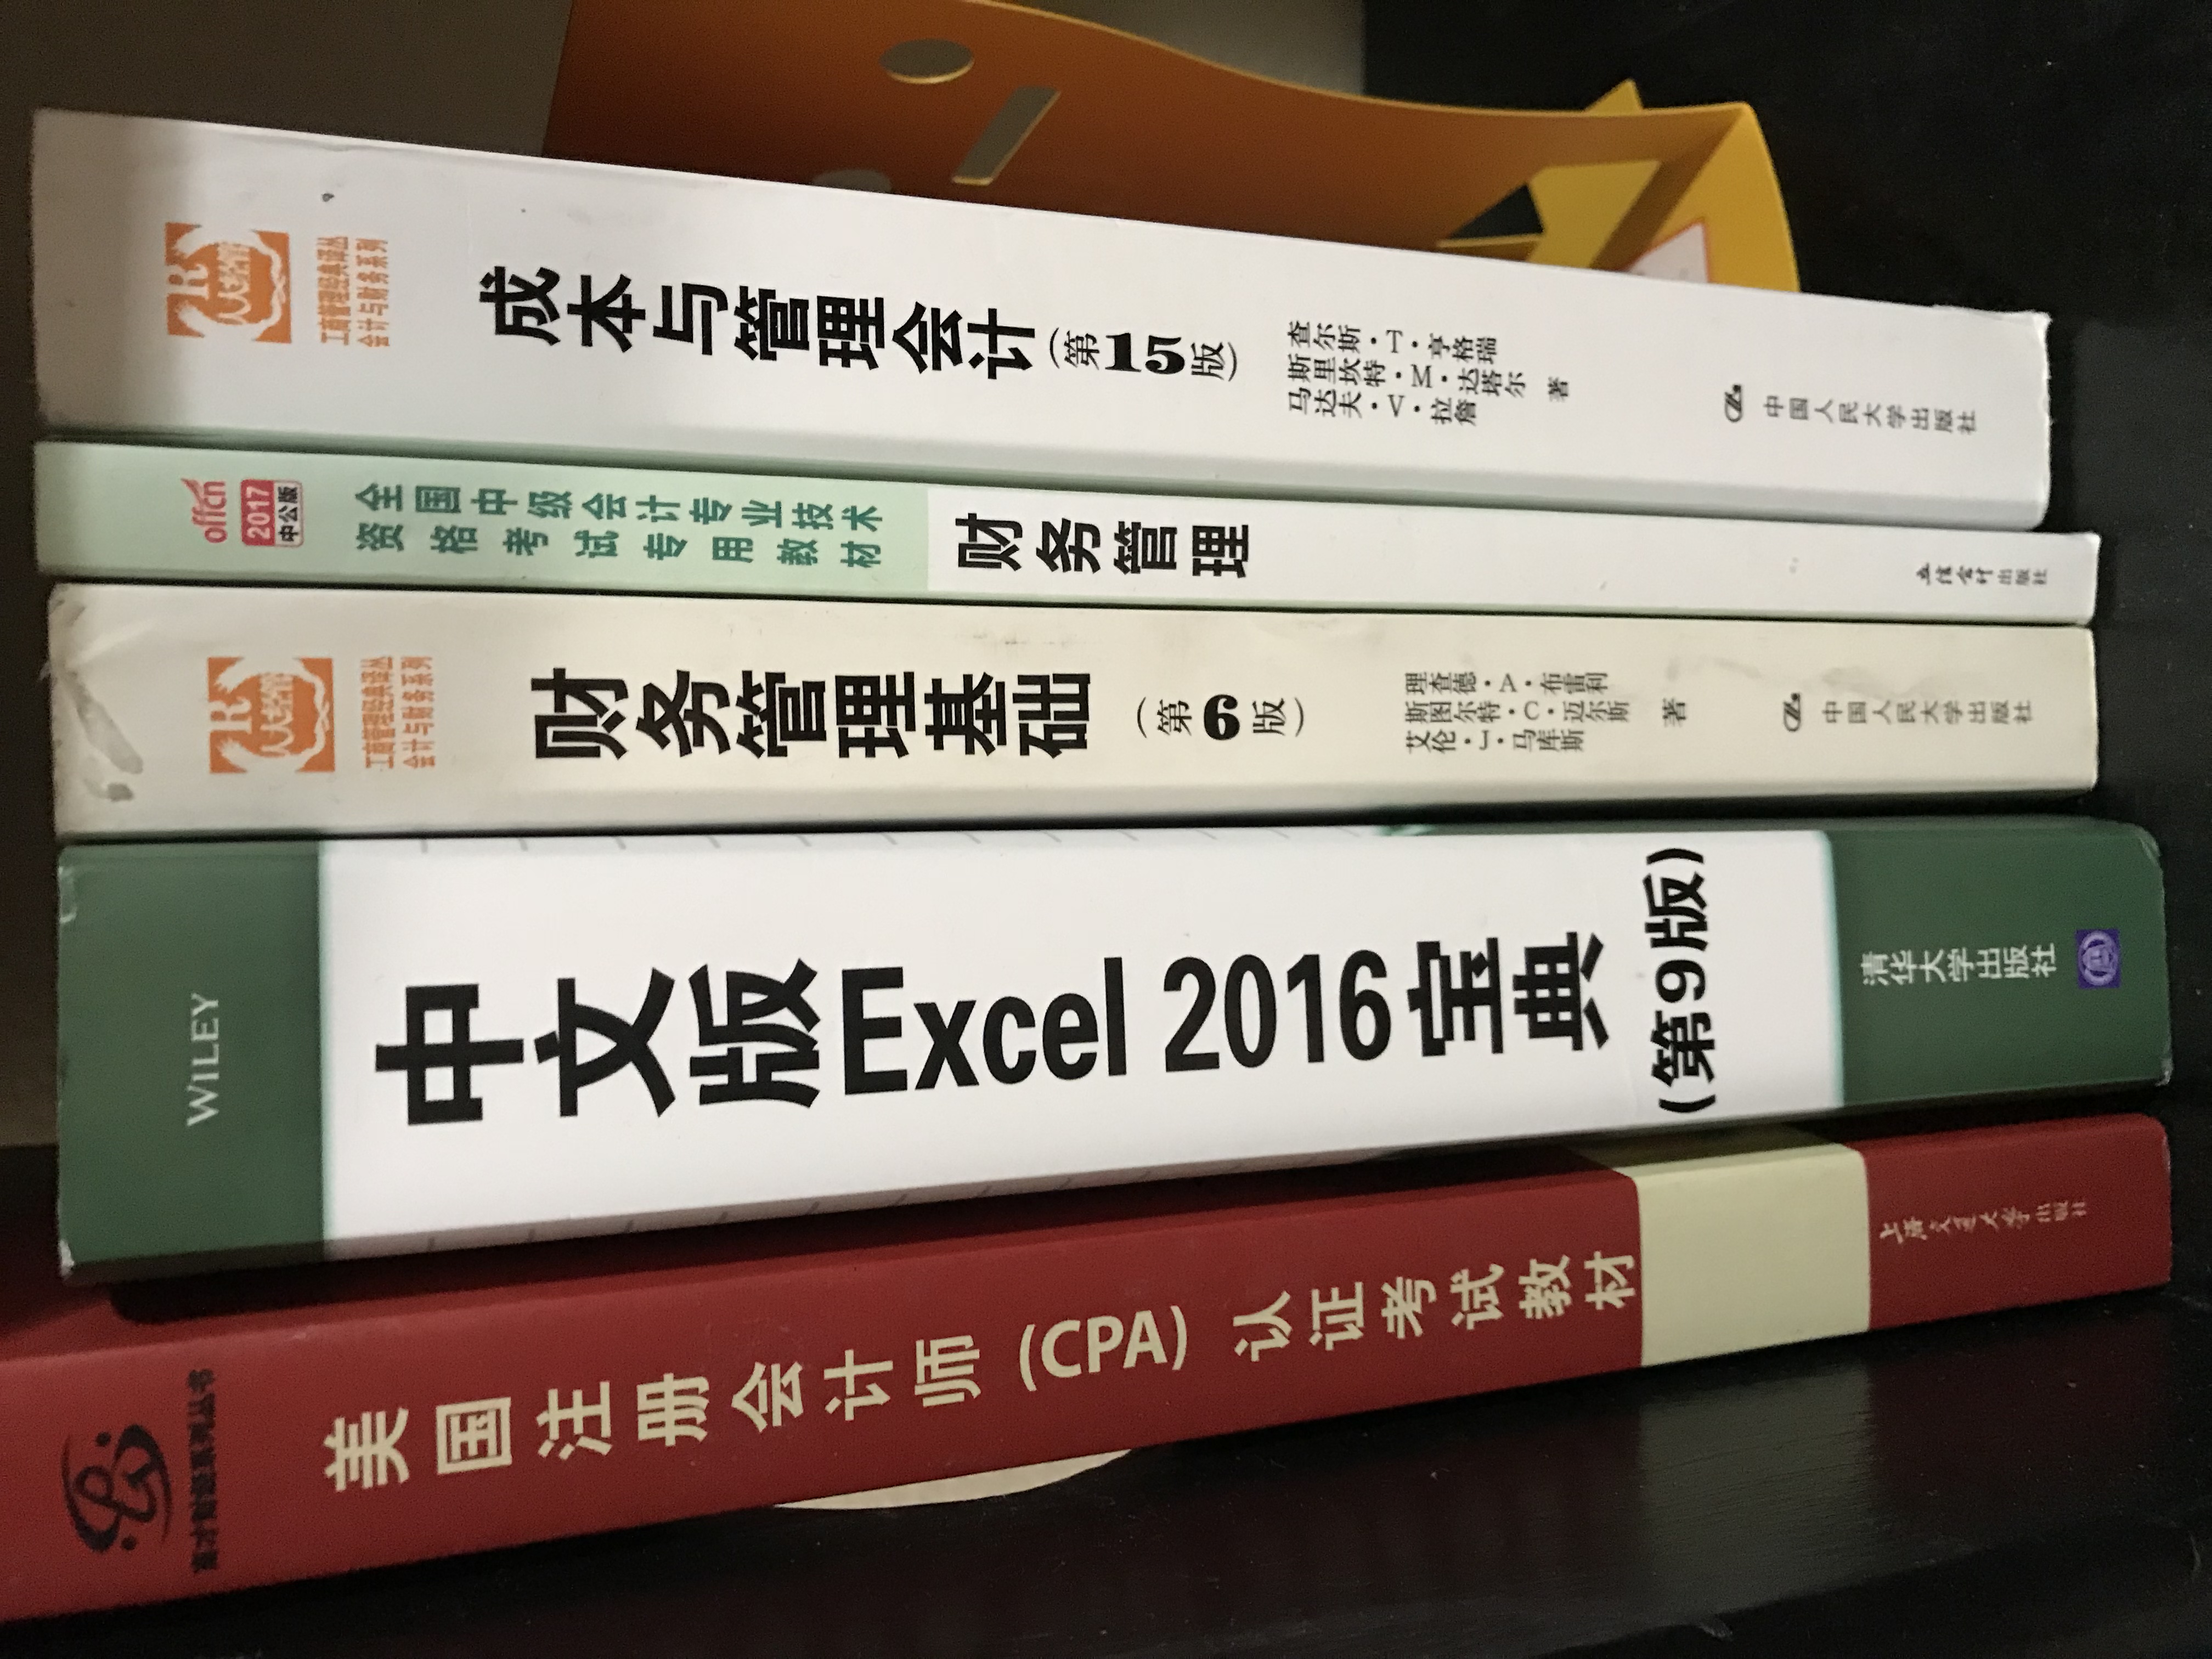 美国注册会计师（CPA）认证考试教材
上海交通大学出版社
WILEY
中文版Excel 2016宝典
(第9版)
清华大学出版社
R
人大经管
工商管理经典译丛
会计与财务系列
财务管理基础
（第6版）
理查德·A·布雷利
斯图尔特·C·迈尔斯
艾伦·J·马库斯
著
中国人民大学出版社
offcn
2017
中公版
全国中级会计专业技术
资格考试专用教材
财务管理
立信会计出版社
R
人大经管
工商管理经典译丛
会计与财务系列
成本与管理会计（第15版）
查尔斯·T·亨格瑞
斯里坎特·M·达塔尔
马达夫·V·拉詹
著
中国人民大学出版社